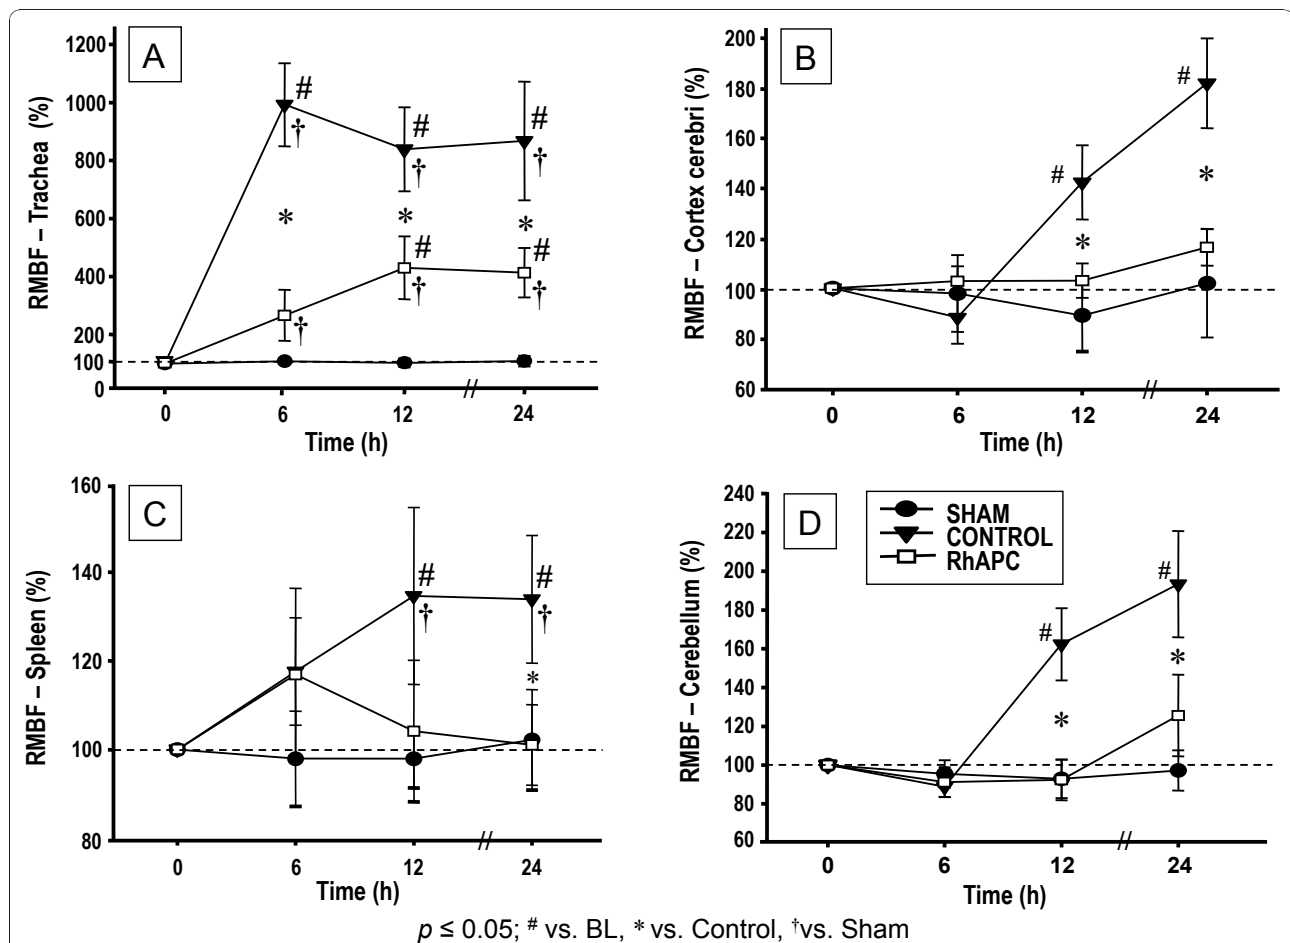 A
RMBF – Trachea (%)
1200
1000
800
600
400
200
100
0
# # #
† † †
* * *
# #
† † †
0 6 12 24
Time (h)
B
RMBF – Cortex cerebri (%)
200
180
160
140
120
100
80
60
#
#
*
*
0 6 12 24
Time (h)
C
RMBF – Spleen (%)
160
140
120
100
80
# #
† †
*
0 6 12 24
Time (h)
D
RMBF – Cerebellum (%)
240
220
200
180
160
140
120
100
80
60
SHAM
CONTROL
RhAPC
#
#
*
*
0 6 12 24
Time (h)
p ≤ 0.05; # vs. BL, * vs. Control, †vs. Sham